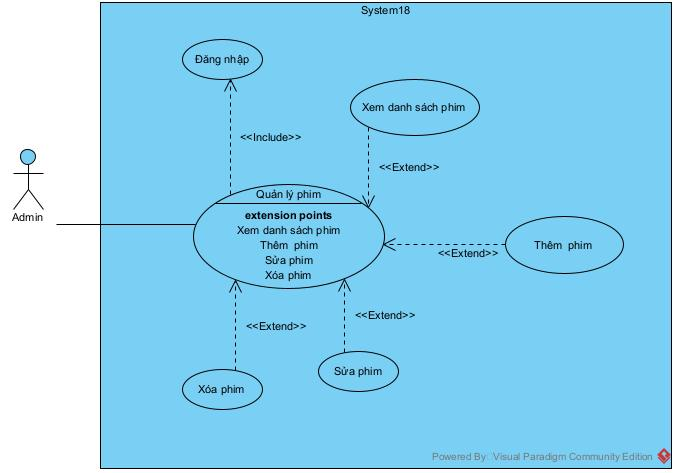 System18
Đăng nhập
Xem danh sách phim
<<Include>>
<<Extend>>
Admin
Quản lý phim
extension points
Xem danh sách phim
Thêm phim
Sửa phim
Xóa phim
Thêm phim
<<Extend>>
<<Extend>>
<<Extend>>
Xóa phim
Sửa phim
Powered By: Visual Paradigm Community Edition